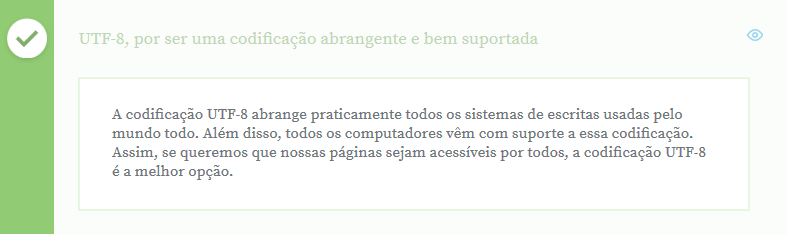 UTF-8, por ser uma codificação abrangente e bem suportada
A codificação UTF-8 abrange praticamente todos os sistemas de escritas usadas pelo
mundo todo. Além disso, todos os computadores vêm com suporte a essa codificação.
Assim, se queremos que nossas páginas sejam acessíveis por todos, a codificação UTF-8
é a melhor opção.